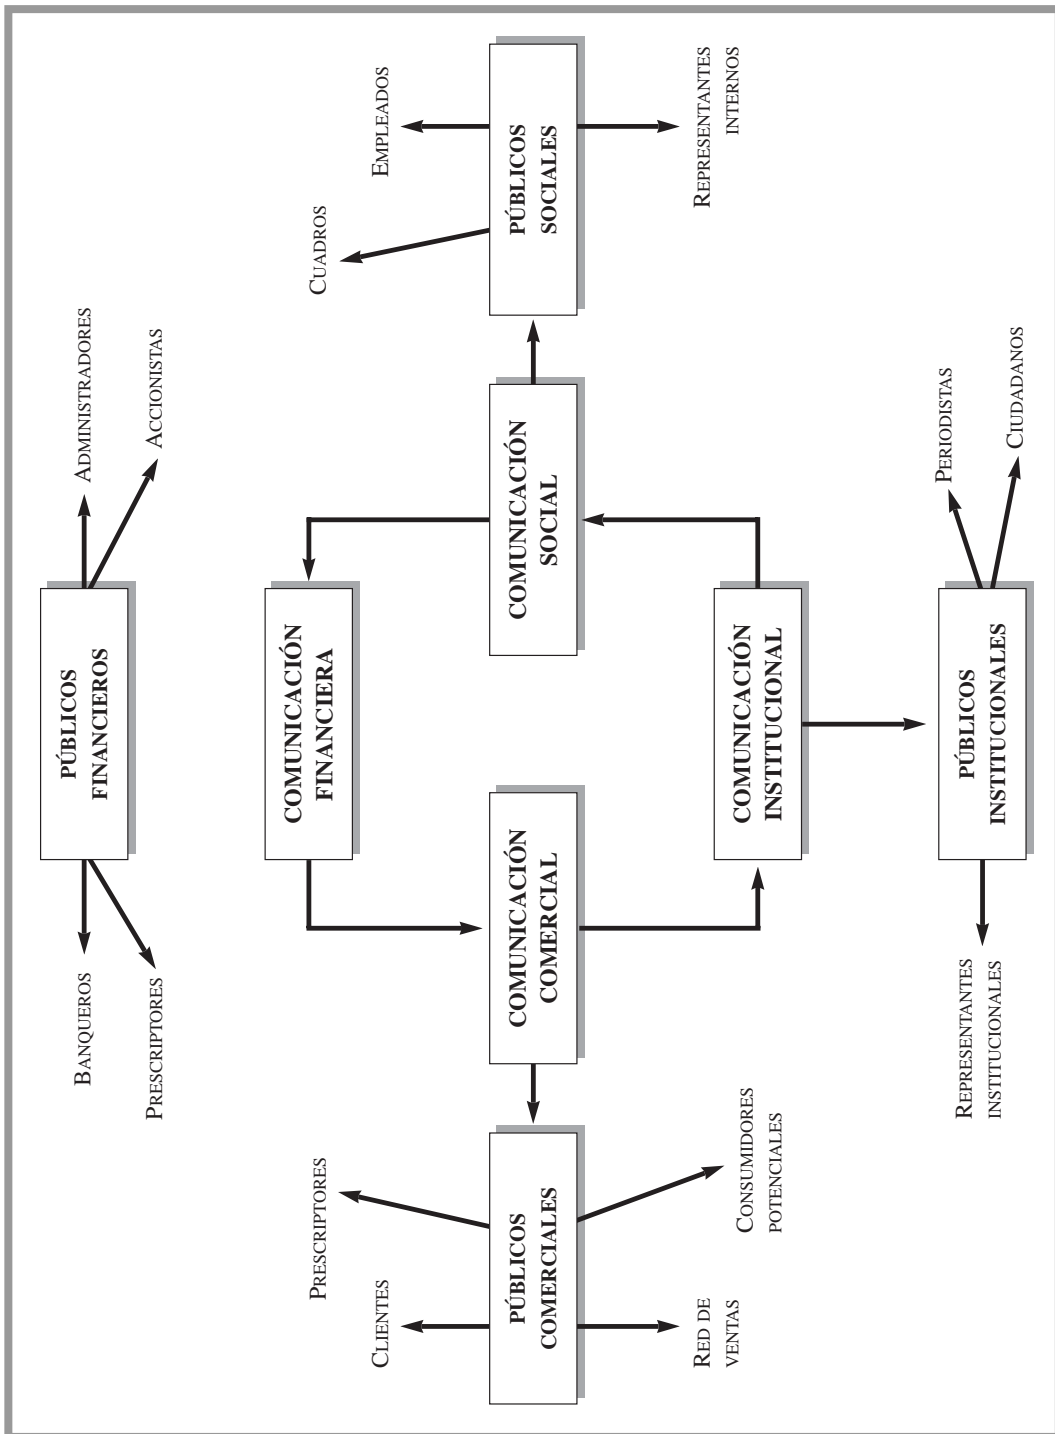 BANQUEROS
PRESCRIPTORES
PÚBLICOS
FINANCIEROS
ADMINISTRADORES
ACCIONISTAS
PRESCRIPTORES
CLIENTES
COMUNICACIÓN
FINANCIERA
CUADROS
EMPLEADOS
PÚBLICOS
COMERCIALES
COMUNICACIÓN
COMERCIAL
COMUNICACIÓN
SOCIAL
PÚBLICOS
SOCIALES
RED DE
VENTAS
CONSUMIDORES
POTENCIALES
COMUNICACIÓN
INSTITUCIONAL
REPRESENTANTES
INTERNOS
REPRESENTANTES
INSTITUCIONALES
PÚBLICOS
INSTITUCIONALES
PERIODISTAS
CIUDADANOS